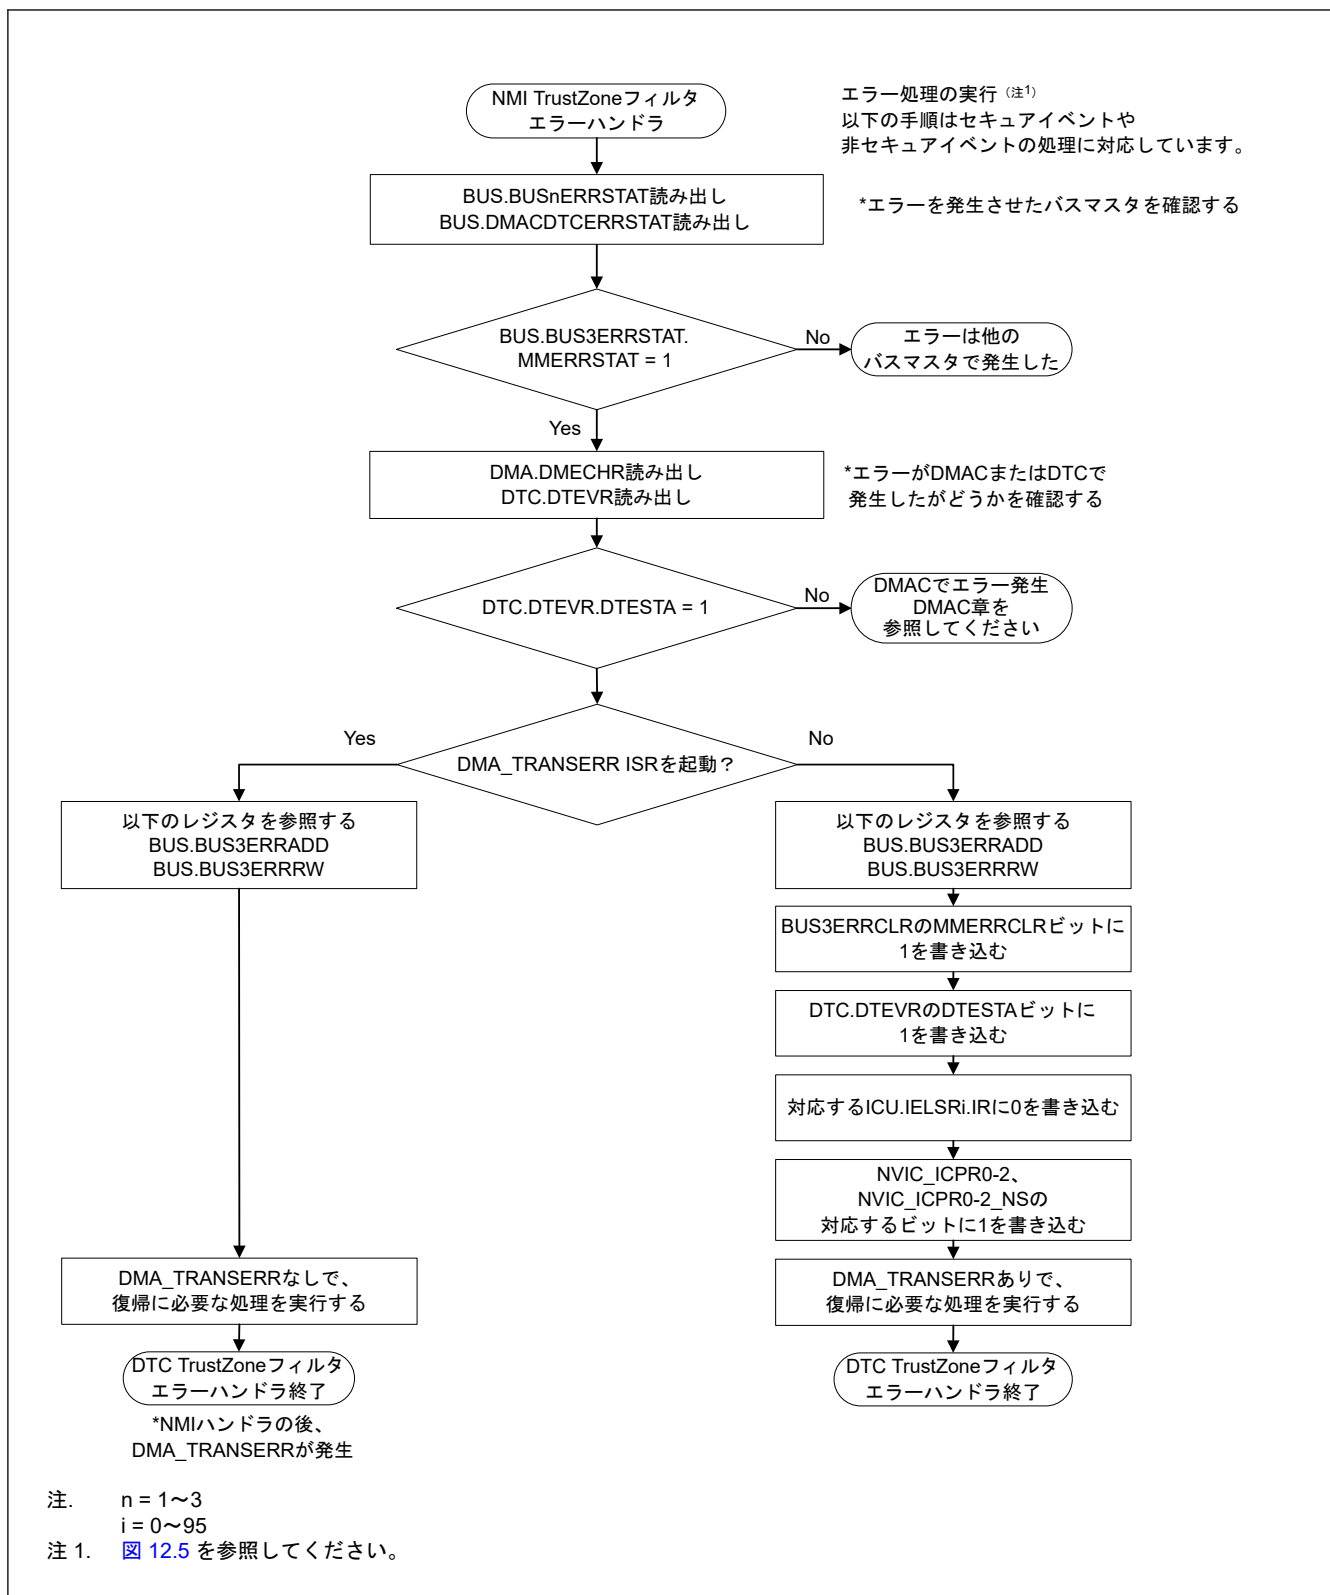 NMI TrustZoneフィルタ
エラーハンドラ
エラー処理の実行（注1）
以下の手順はセキュアイベントや
非セキュアイベントの処理に対応しています。
BUS.BUSnERRSTAT読み出し
BUS.DMACDTCERRSTAT読み出し
*エラーを発生させたバスマスタを確認する
BUS.BUS3ERRSTAT.
MMERRSTAT = 1
No
エラーは他の
バスマスタで発生した
Yes
DMA.DMECHR読み出し
DTC.DTEVR読み出し
*エラーがDMACまたはDTCで
発生したがどうかを確認する
DTC.DTEVR.DTESTA = 1
No
DMACでエラー発生
DMAC章を
参照してください
DMA_TRANSERR ISRを起動？
Yes
No
以下のレジスタを参照する
BUS.BUS3ERRADD
BUS.BUS3ERRRW
以下のレジスタを参照する
BUS.BUS3ERRADD
BUS.BUS3ERRRW
BUS3ERRCLRのMMERRCLRビットに
1を書き込む
DTC.DTEVRのDTESTAビットに
1を書き込む
対応するICU.IELSRi.IRに0を書き込む
NVIC_ICPR0-2、
NVIC_ICPR0-2_NSの
対応するビットに1を書き込む
DMA_TRANSERRなしで、
復帰に必要な処理を実行する
DMA_TRANSERRありで、
復帰に必要な処理を実行する
DTC TrustZoneフィルタ
エラーハンドラ終了
DTC TrustZoneフィルタ
エラーハンドラ終了
*NMIハンドラの後、
DMA_TRANSERRが発生
注. n = 1～3
i = 0～95
注 1. 図 12.5 を参照してください。